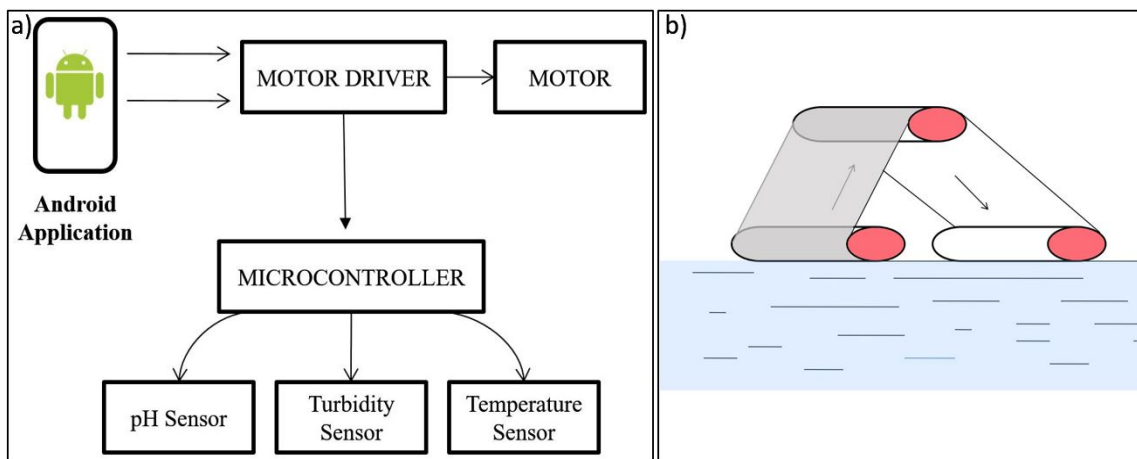 a)
b)
MOTOR DRIVER
MOTOR
Android
Application
MICROCONTROLLER
pH Sensor
Turbidity
Sensor
Temperature
Sensor